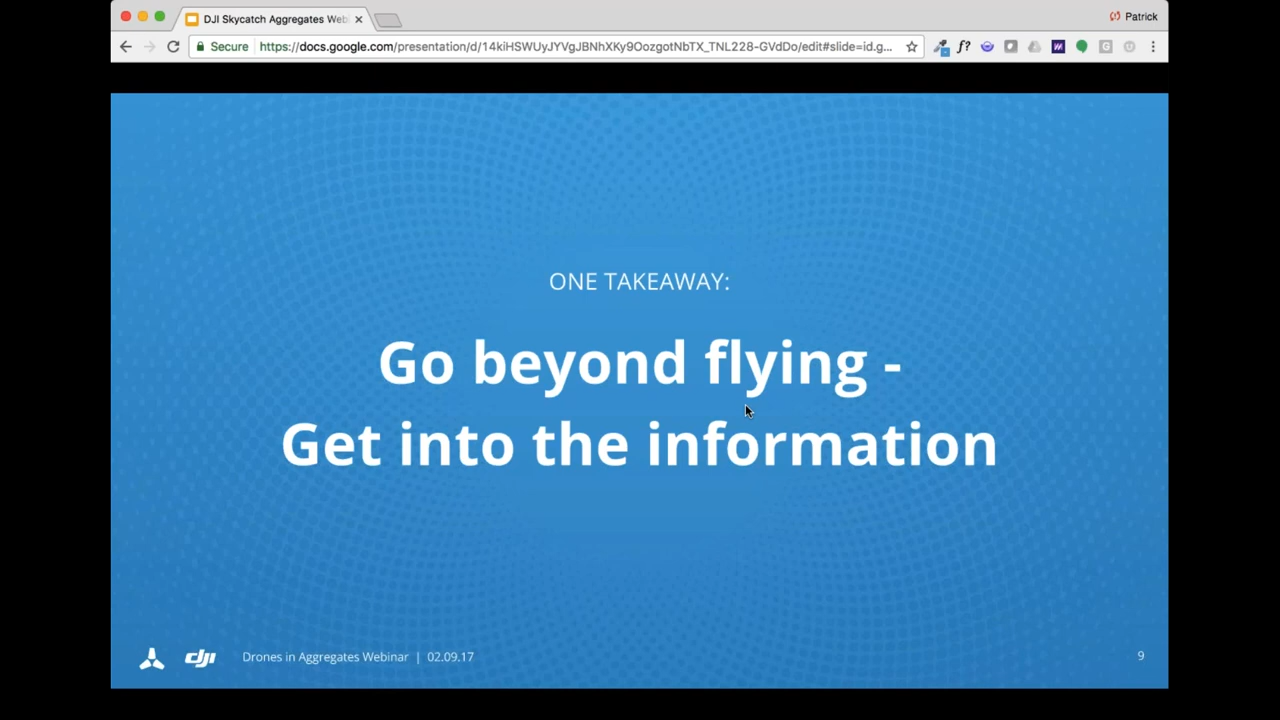 DJI Skycatch Aggregates Web
Patrick
Secure
https://docs.google.com/presentation/d/14kiHSWUyJYVgJBNhXKy9OozgotNbTX_TNL228-GVdDo/edit#slide=id.g...
f?
ONE TAKEAWAY:
Go beyond flying -
Get into the information
dji
Drones in Aggregates Webinar | 02.09.17
9